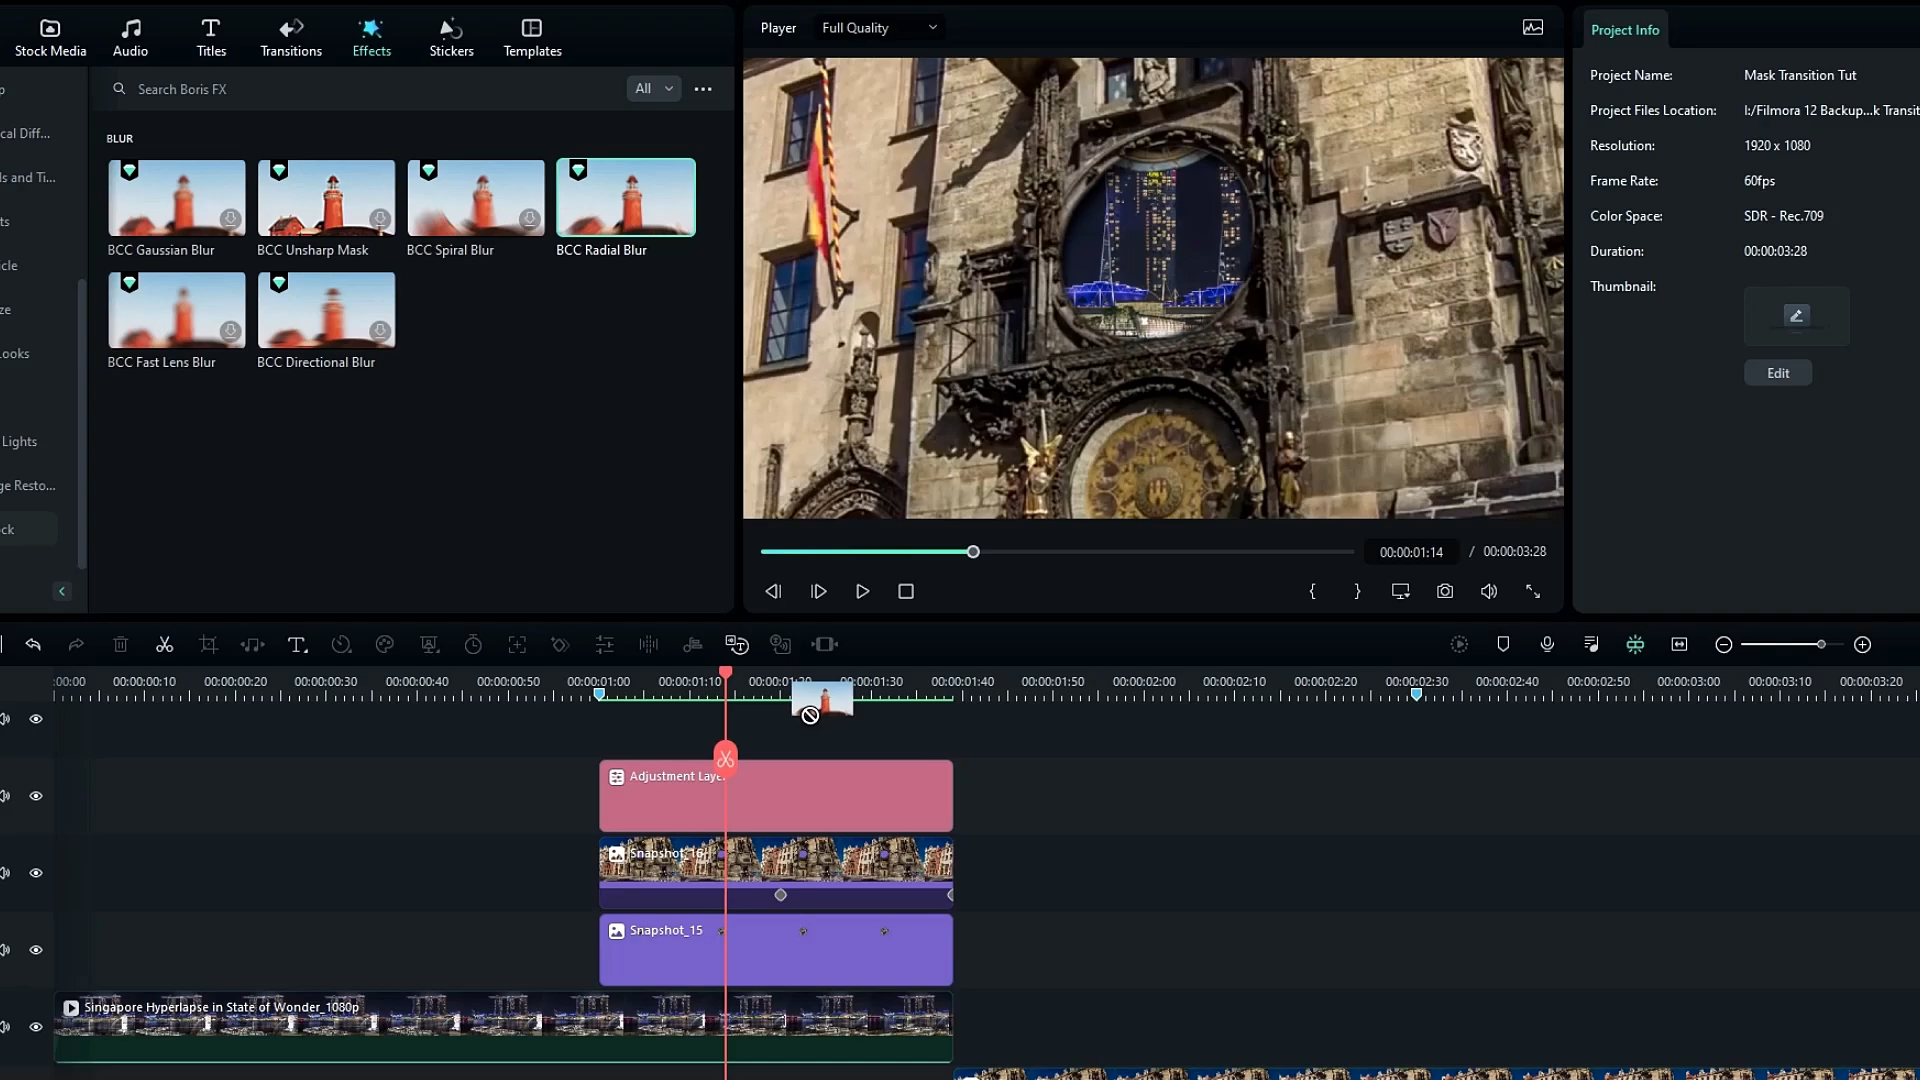 Stock Media
Audio
Titles
Transitions
Effects
Stickers
Templates
Player
Full Quality
Project Info
Search Boris FX
All
p
cal Diff...
ls and Ti...
ts
cle
ze
Looks
Lights
ge Resto...
ck
BLUR
BCC Gaussian Blur
BCC Unsharp Mask
BCC Spiral Blur
BCC Radial Blur
BCC Fast Lens Blur
BCC Directional Blur
Project Name: Mask Transition Tut
Project Files Location: I:/Filmora 12 Backup...k Transit
Resolution: 1920 x 1080
Frame Rate: 60fps
Color Space: SDR - Rec.709
Duration: 00:00:03:28
Thumbnail:
Edit
00:00:01:14 / 00:00:03:28
:00:00 00:00:00:10 00:00:00:20 00:00:00:30 00:00:00:40 00:00:00:50 00:00:01:00 00:00:01:10 00:00:01:20 00:00:01:30 00:00:01:40 00:00:01:50 00:00:02:00 00:00:02:10 00:00:02:20 00:00:02:30 00:00:02:40 00:00:02:50 00:00:03:00 00:00:03:10 00:00:03:20
Adjustment Laye
Snapshot_16
Snapshot_15
Singapore Hyperlapse in State of Wonder_1080p